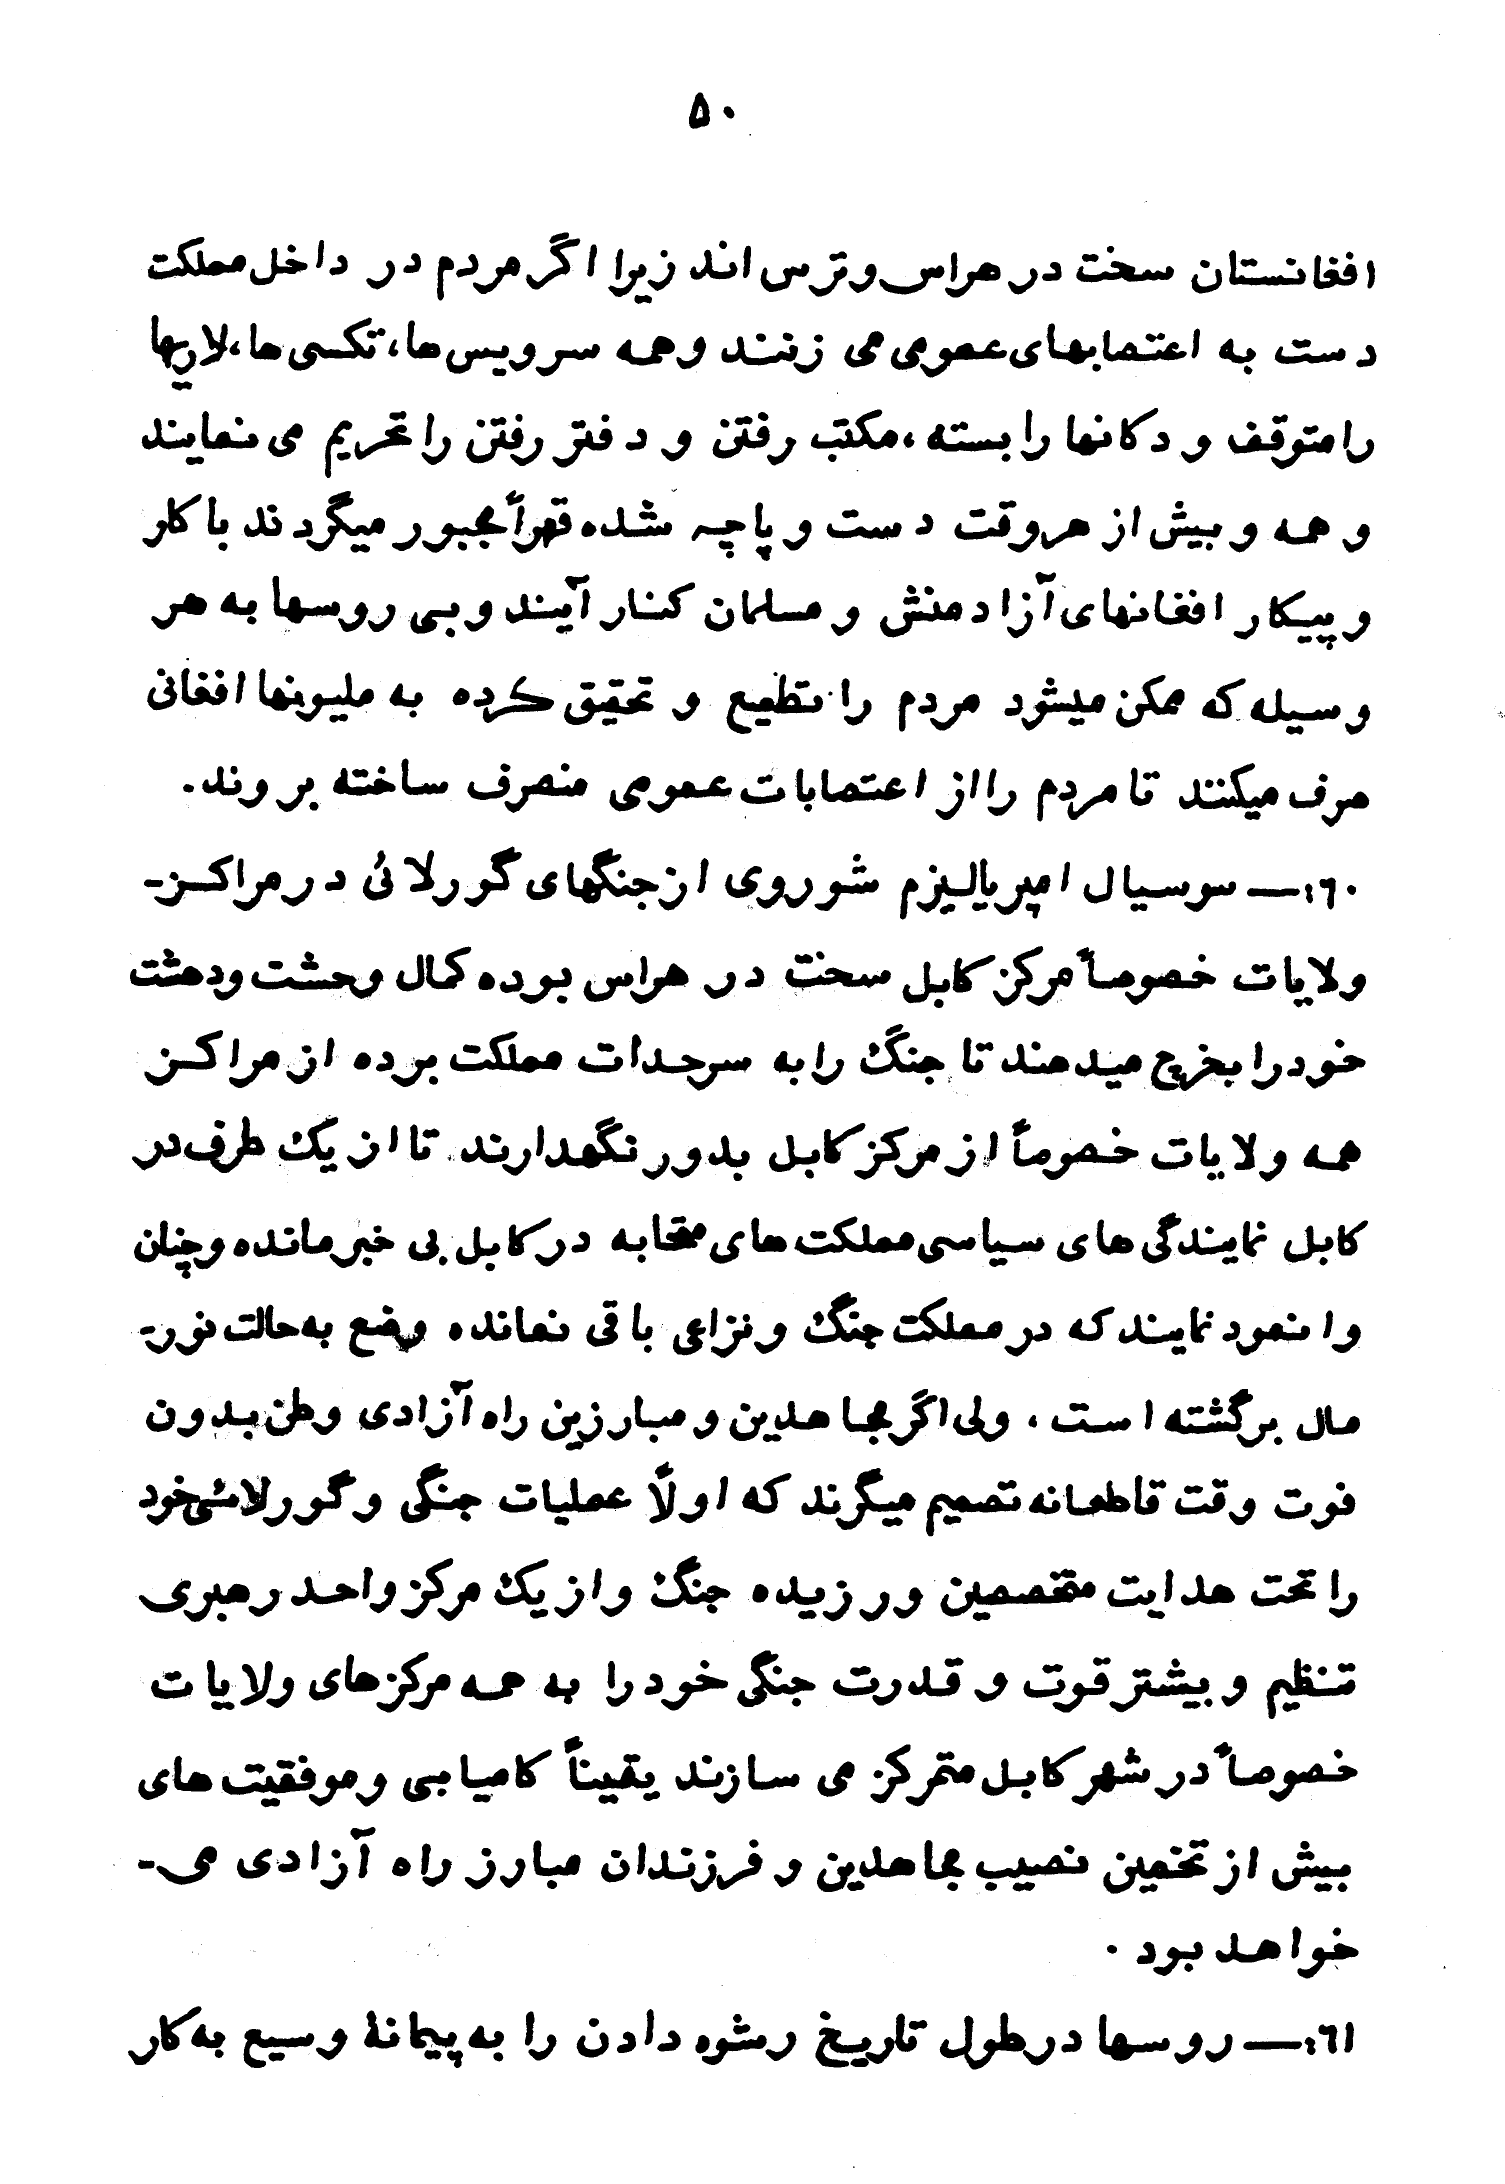 ۵۰
افغانستان سخت در هراس و ترس اند زیرا اگر مردم در داخل مملکت
دست به اعتصابهای عمومی می زنند و همه سرویس ها، تکسی ها، لاریها
را متوقف و دکانها را بسته، مکتب رفتن و دفتر رفتن را تحریم می نمایند
و همه و بیش از هر وقت دست و پاچه شده قهراً مجبور میگردند با کار
و پیکار افغانهای آزاد منش و مسلمان کنار آیند و بی روسها به هر
وسیله که ممکن میشود مردم را تطمیع و تحقیق کرده به ملیونها افغانی
صرف میکنند تا مردم را از اعتصابات عمومی منصرف ساخته بروند.
۶۰:— سوسیال امپریالیزم شوروی از جنگهای گورلائی در مراکز-
ولایات خصوصاً مرکز کابل سخت در هراس بوده کمال وحشت و دهشت
خود را بخرچ میدهند تا جنگ را به سرحدات مملکت برده از مراکز
همه ولایات خصوصاً از مرکز کابل بدور نگهدارند تا از یک طرف در
کابل نمایندگی های سیاسی مملکت های متحابه در کابل بی خبر مانده و چنان
وا نمود نمایند که در مملکت جنگ و نزاعی باقی نمانده وضع به حالت نور-
مال برگشته است. ولی اگر مجاهدین و مبارزین راه آزادی وطن بدون
فوت وقت قاطعانه تصمیم میگرند که اولاً عملیات جنگی و گورلائی خود
را تحت هدایت متخصصین ورزیده جنگ و از یک مرکز واحد رهبری
تنظیم و بیشتر قوت و قدرت جنگی خود را به همه مرکزهای ولایات
خصوصاً در شهر کابل متمرکز می سازند یقیناً کامیابی و موفقیت های
بیش از تخمین نصیب مجاهدین و فرزندان مبارز راه آزادی می-
خواهد بود.
۶۱:— روسها در طول تاریخ رشوه دادن را به پیمانۀ وسیع به کار